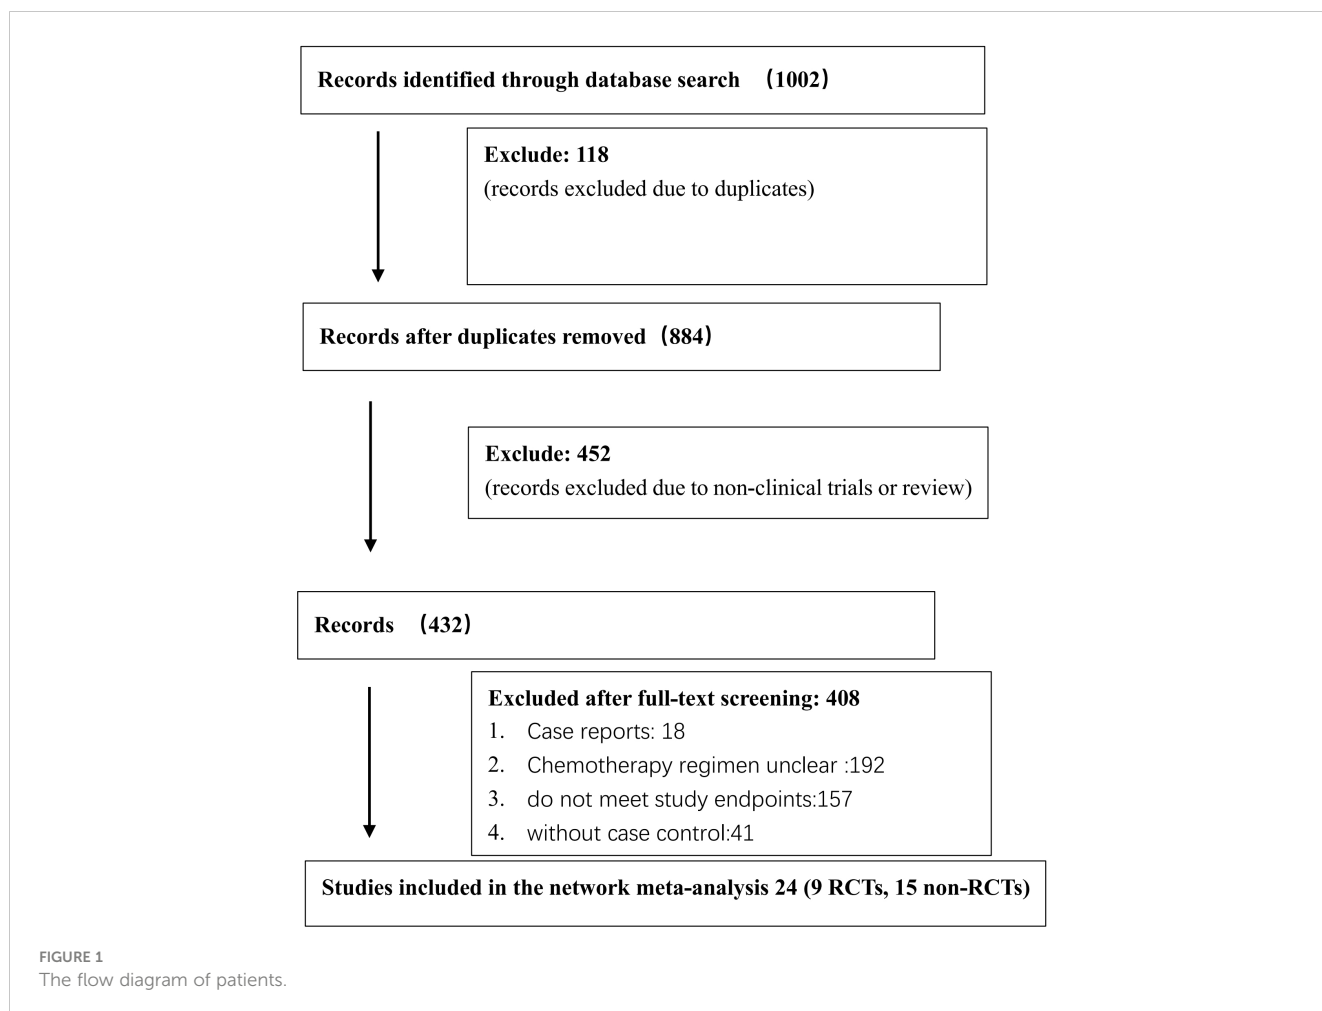 Records identified through database search （1002）
Exclude: 118
(records excluded due to duplicates)
Records after duplicates removed（884）
Exclude: 452
(records excluded due to non-clinical trials or review)
Records （432）
Excluded after full-text screening: 408
1. Case reports: 18
2. Chemotherapy regimen unclear :192
3. do not meet study endpoints:157
4. without case control:41
Studies included in the network meta-analysis 24 (9 RCTs, 15 non-RCTs)
FIGURE 1
The flow diagram of patients.